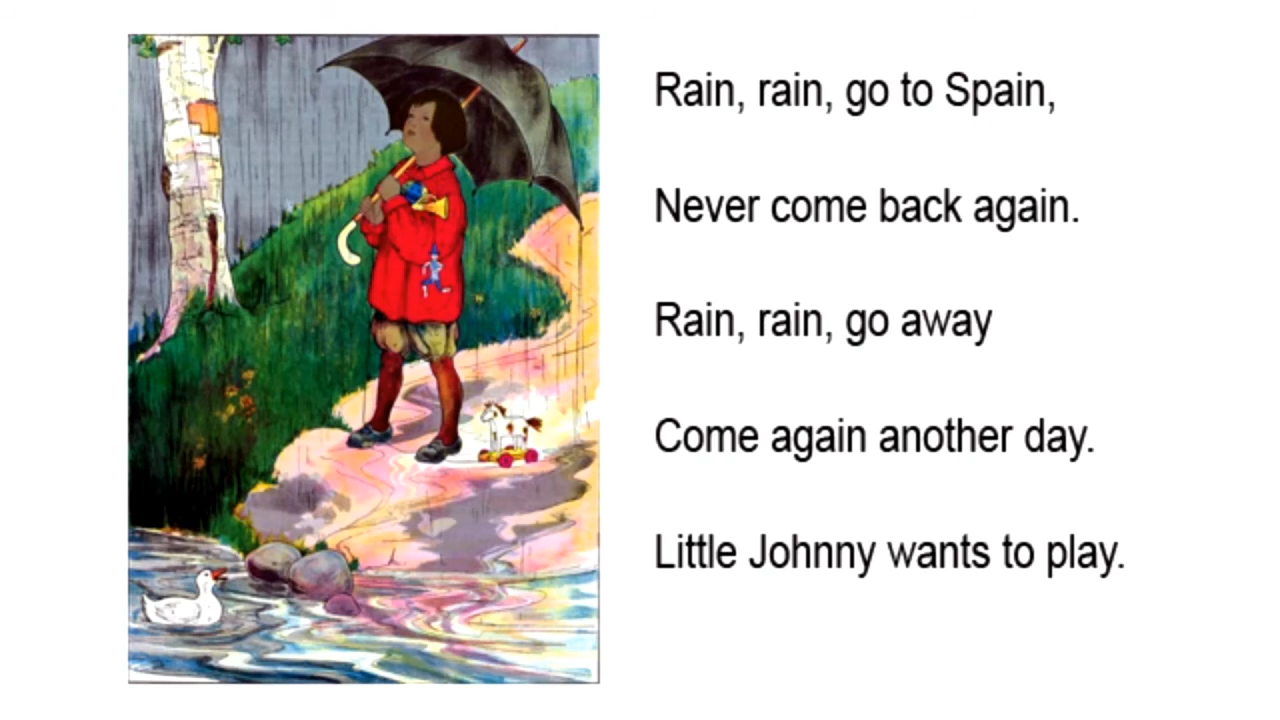 Rain, rain, go to Spain,
Never come back again.
Rain, rain, go away
Come again another day.
Little Johnny wants to play.